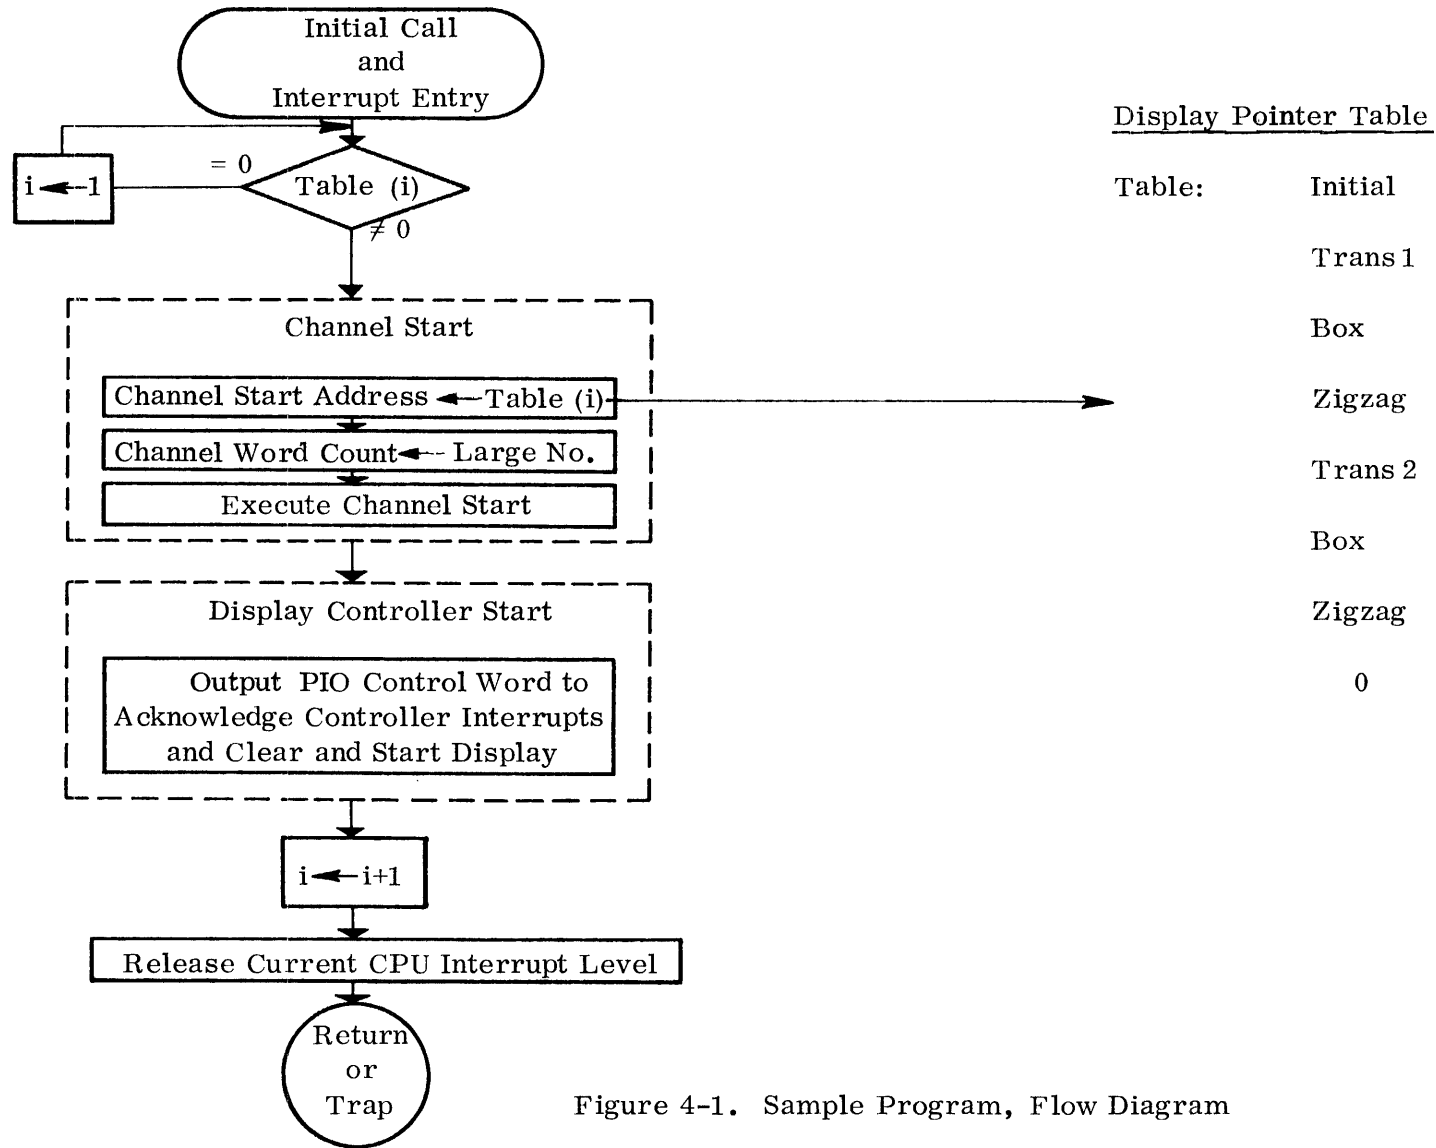 Initial Call
and
Interrupt Entry
= 0
i ← 1
Table (i)
≠ 0
Channel Start
Channel Start Address ← Table (i)
Channel Word Count ← Large No.
Execute Channel Start
Display Controller Start
Output PIO Control Word to
Acknowledge Controller Interrupts
and Clear and Start Display
i ← i+1
Release Current CPU Interrupt Level
Return
or
Trap
Display Pointer Table
Table: Initial
Trans 1
Box
Zigzag
Trans 2
Box
Zigzag
0
Figure 4-1. Sample Program, Flow Diagram